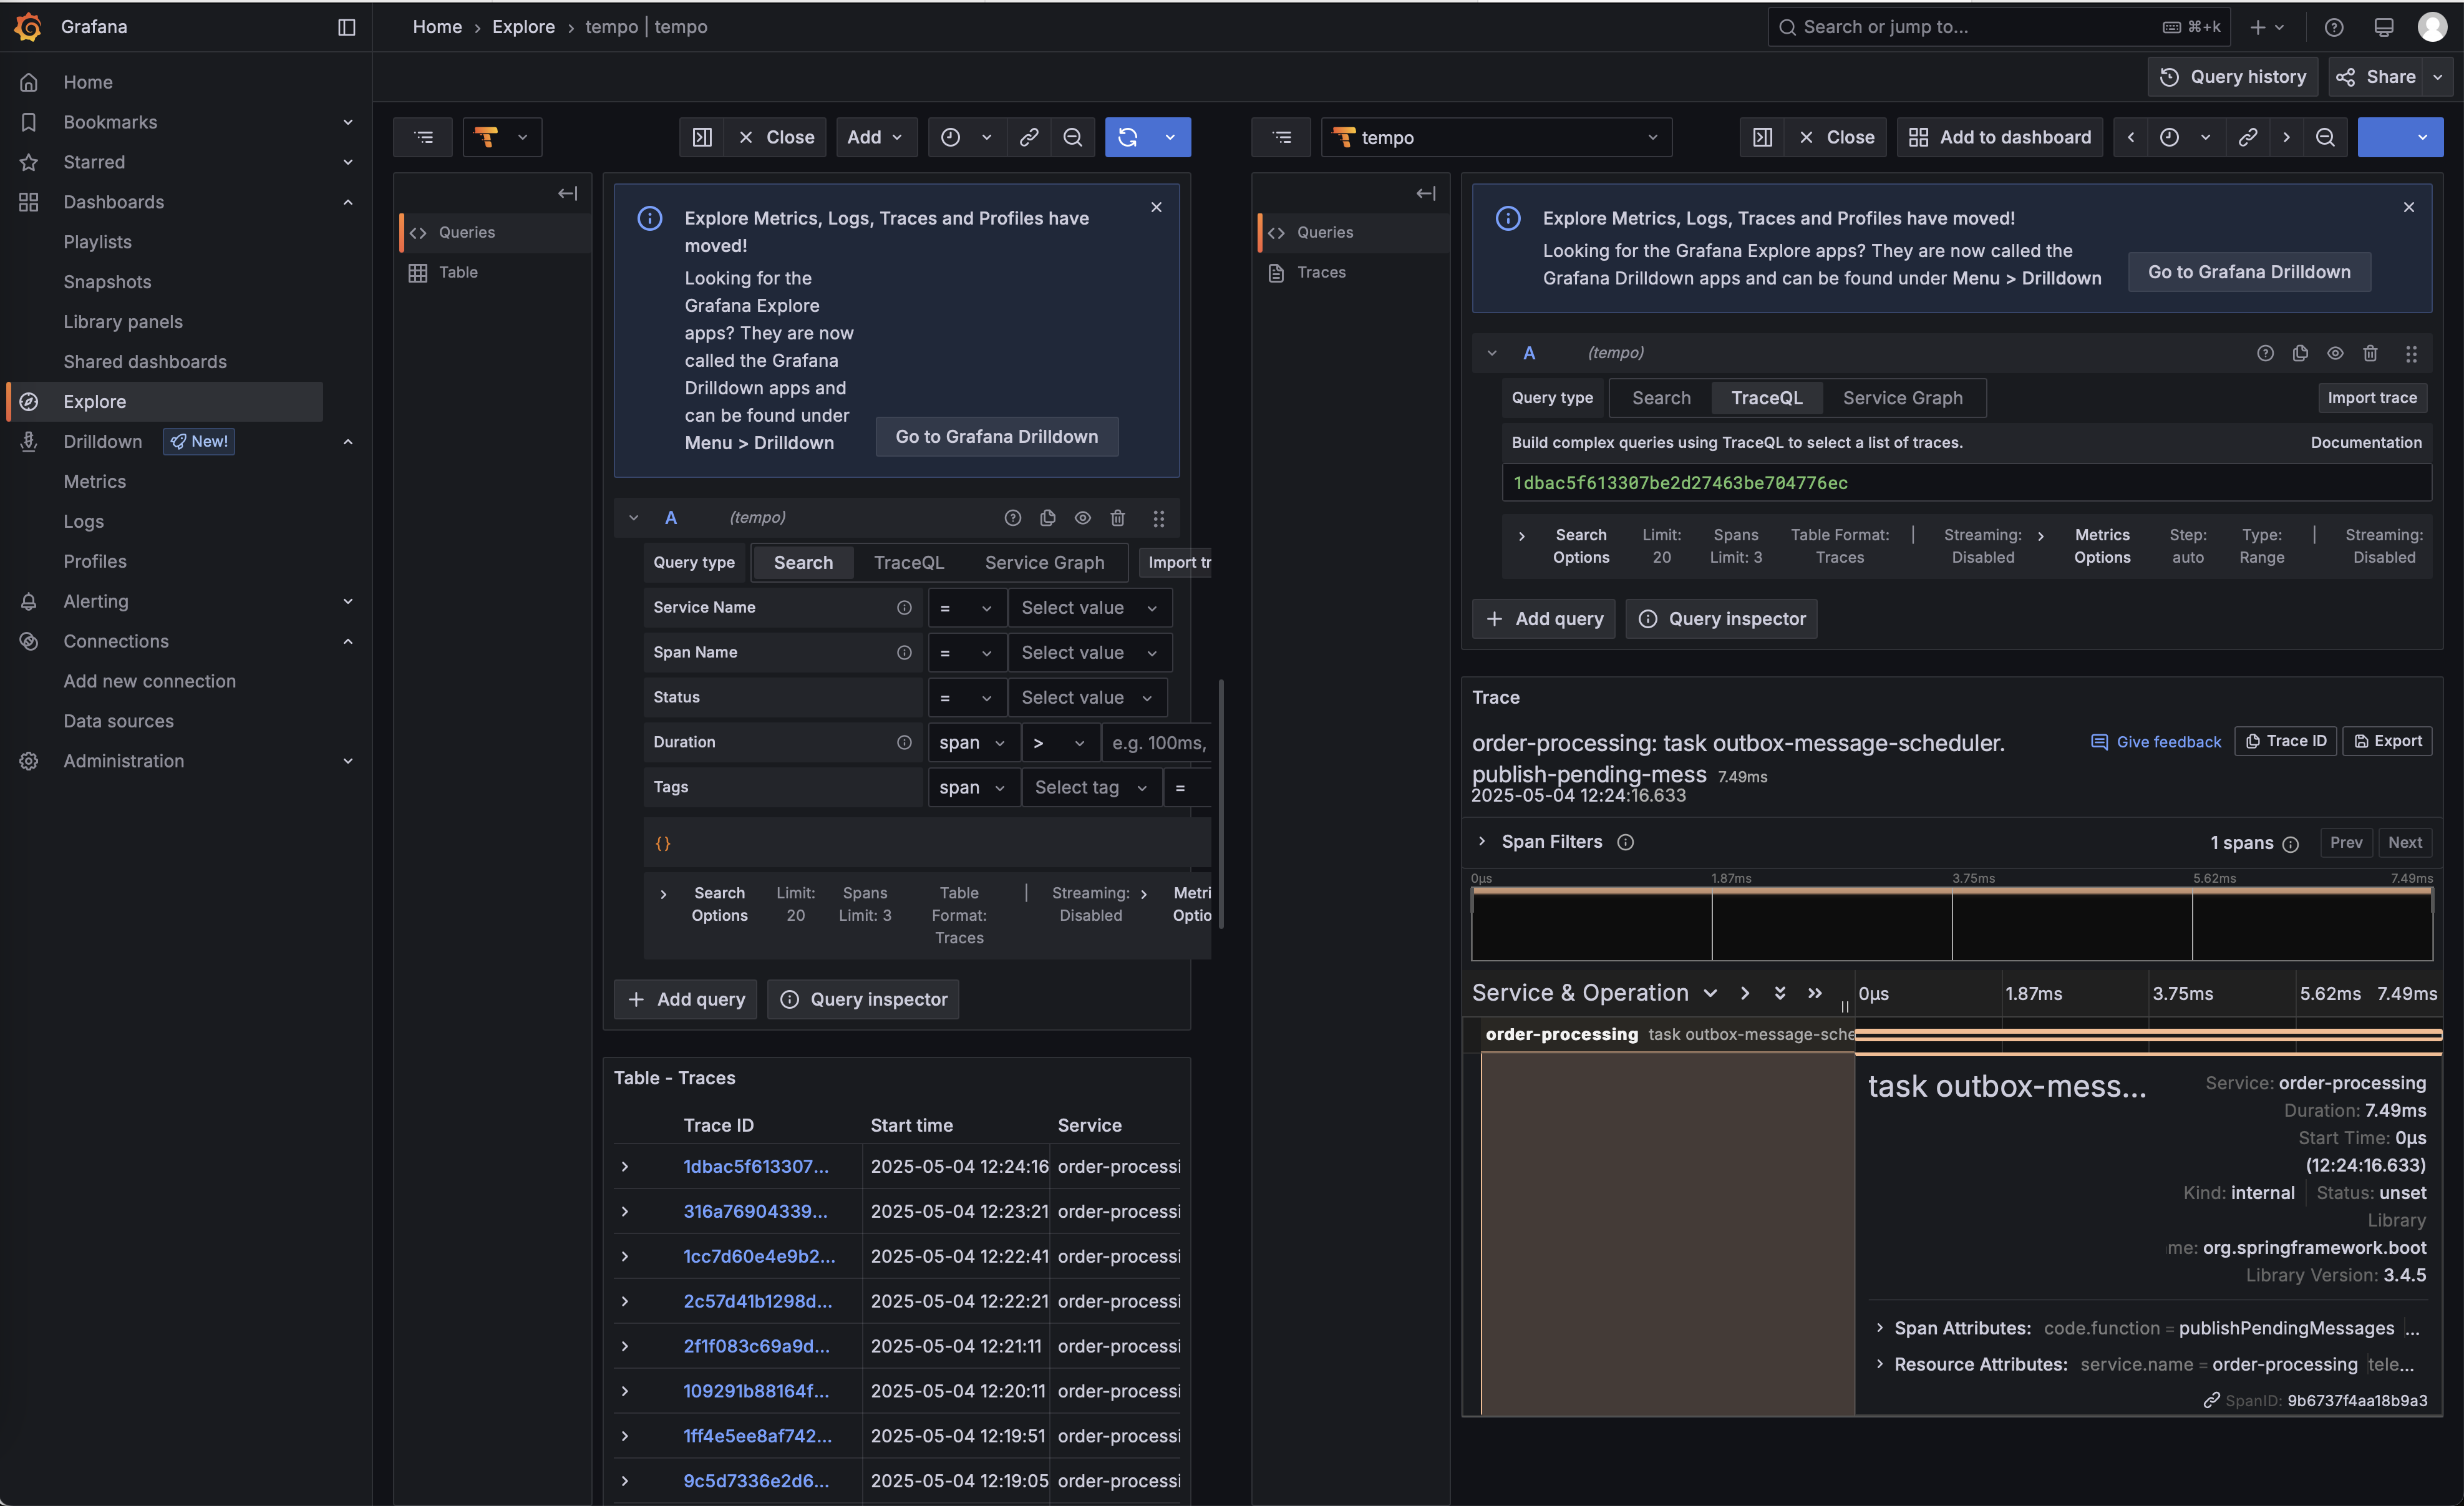 Grafana
Home › Explore › tempo | tempo
Search or jump to... ⌘+k
Query history
Share
Home
Bookmarks
Starred
Dashboards
Playlists
Snapshots
Library panels
Shared dashboards
Explore
Drilldown New!
Metrics
Logs
Profiles
Alerting
Connections
Add new connection
Data sources
Administration
Close
Add
Queries
Table
Explore Metrics, Logs, Traces and Profiles have
moved!
Looking for the
Grafana Explore
apps? They are now
called the Grafana
Drilldown apps and
can be found under
Menu > Drilldown
Go to Grafana Drilldown
A (tempo)
Query type Search TraceQL Service Graph Import tr
Service Name = Select value
Span Name = Select value
Status = Select value
Duration span > e.g. 100ms,
Tags span Select tag =
{}
Search Limit: Spans Table | Streaming: Metri
Options 20 Limit: 3 Format: Disabled Optio
Traces
+ Add query Query inspector
Table - Traces
Trace ID Start time Service
1dbac5f613307... 2025-05-04 12:24:16 order-processi
316a76904339... 2025-05-04 12:23:21 order-processi
1cc7d60e4e9b2... 2025-05-04 12:22:41 order-processi
2c57d41b1298d... 2025-05-04 12:22:21 order-processi
2f1f083c69a9d... 2025-05-04 12:21:11 order-processi
109291b88164f... 2025-05-04 12:20:11 order-processi
1ff4e5ee8af742... 2025-05-04 12:19:51 order-processi
9c5d7336e2d6... 2025-05-04 12:19:05 order-processi
tempo
Close
Add to dashboard
Queries
Traces
Explore Metrics, Logs, Traces and Profiles have moved!
Looking for the Grafana Explore apps? They are now called the
Grafana Drilldown apps and can be found under Menu > Drilldown
Go to Grafana Drilldown
A (tempo)
Query type Search TraceQL Service Graph Import trace
Build complex queries using TraceQL to select a list of traces. Documentation
1dbac5f613307be2d27463be704776ec
Search Limit: Spans Table Format: | Streaming: Metrics Step: Type: | Streaming:
Options 20 Limit: 3 Traces Disabled Options auto Range Disabled
+ Add query Query inspector
Trace
order-processing: task outbox-message-scheduler.
publish-pending-mess 7.49ms
2025-05-04 12:24:16.633
Give feedback Trace ID Export
Span Filters 1 spans Prev Next
0μs 1.87ms 3.75ms 5.62ms 7.49ms
Service & Operation 0μs 1.87ms 3.75ms 5.62ms 7.49ms
order-processing task outbox-message-sche
task outbox-mess...
Service: order-processing
Duration: 7.49ms
Start Time: 0μs
(12:24:16.633)
Kind: internal Status: unset
Library
me: org.springframework.boot
Library Version: 3.4.5
Span Attributes: code.function = publishPendingMessages ...
Resource Attributes: service.name = order-processing tele...
SpanID: 9b6737f4aa18b9a3